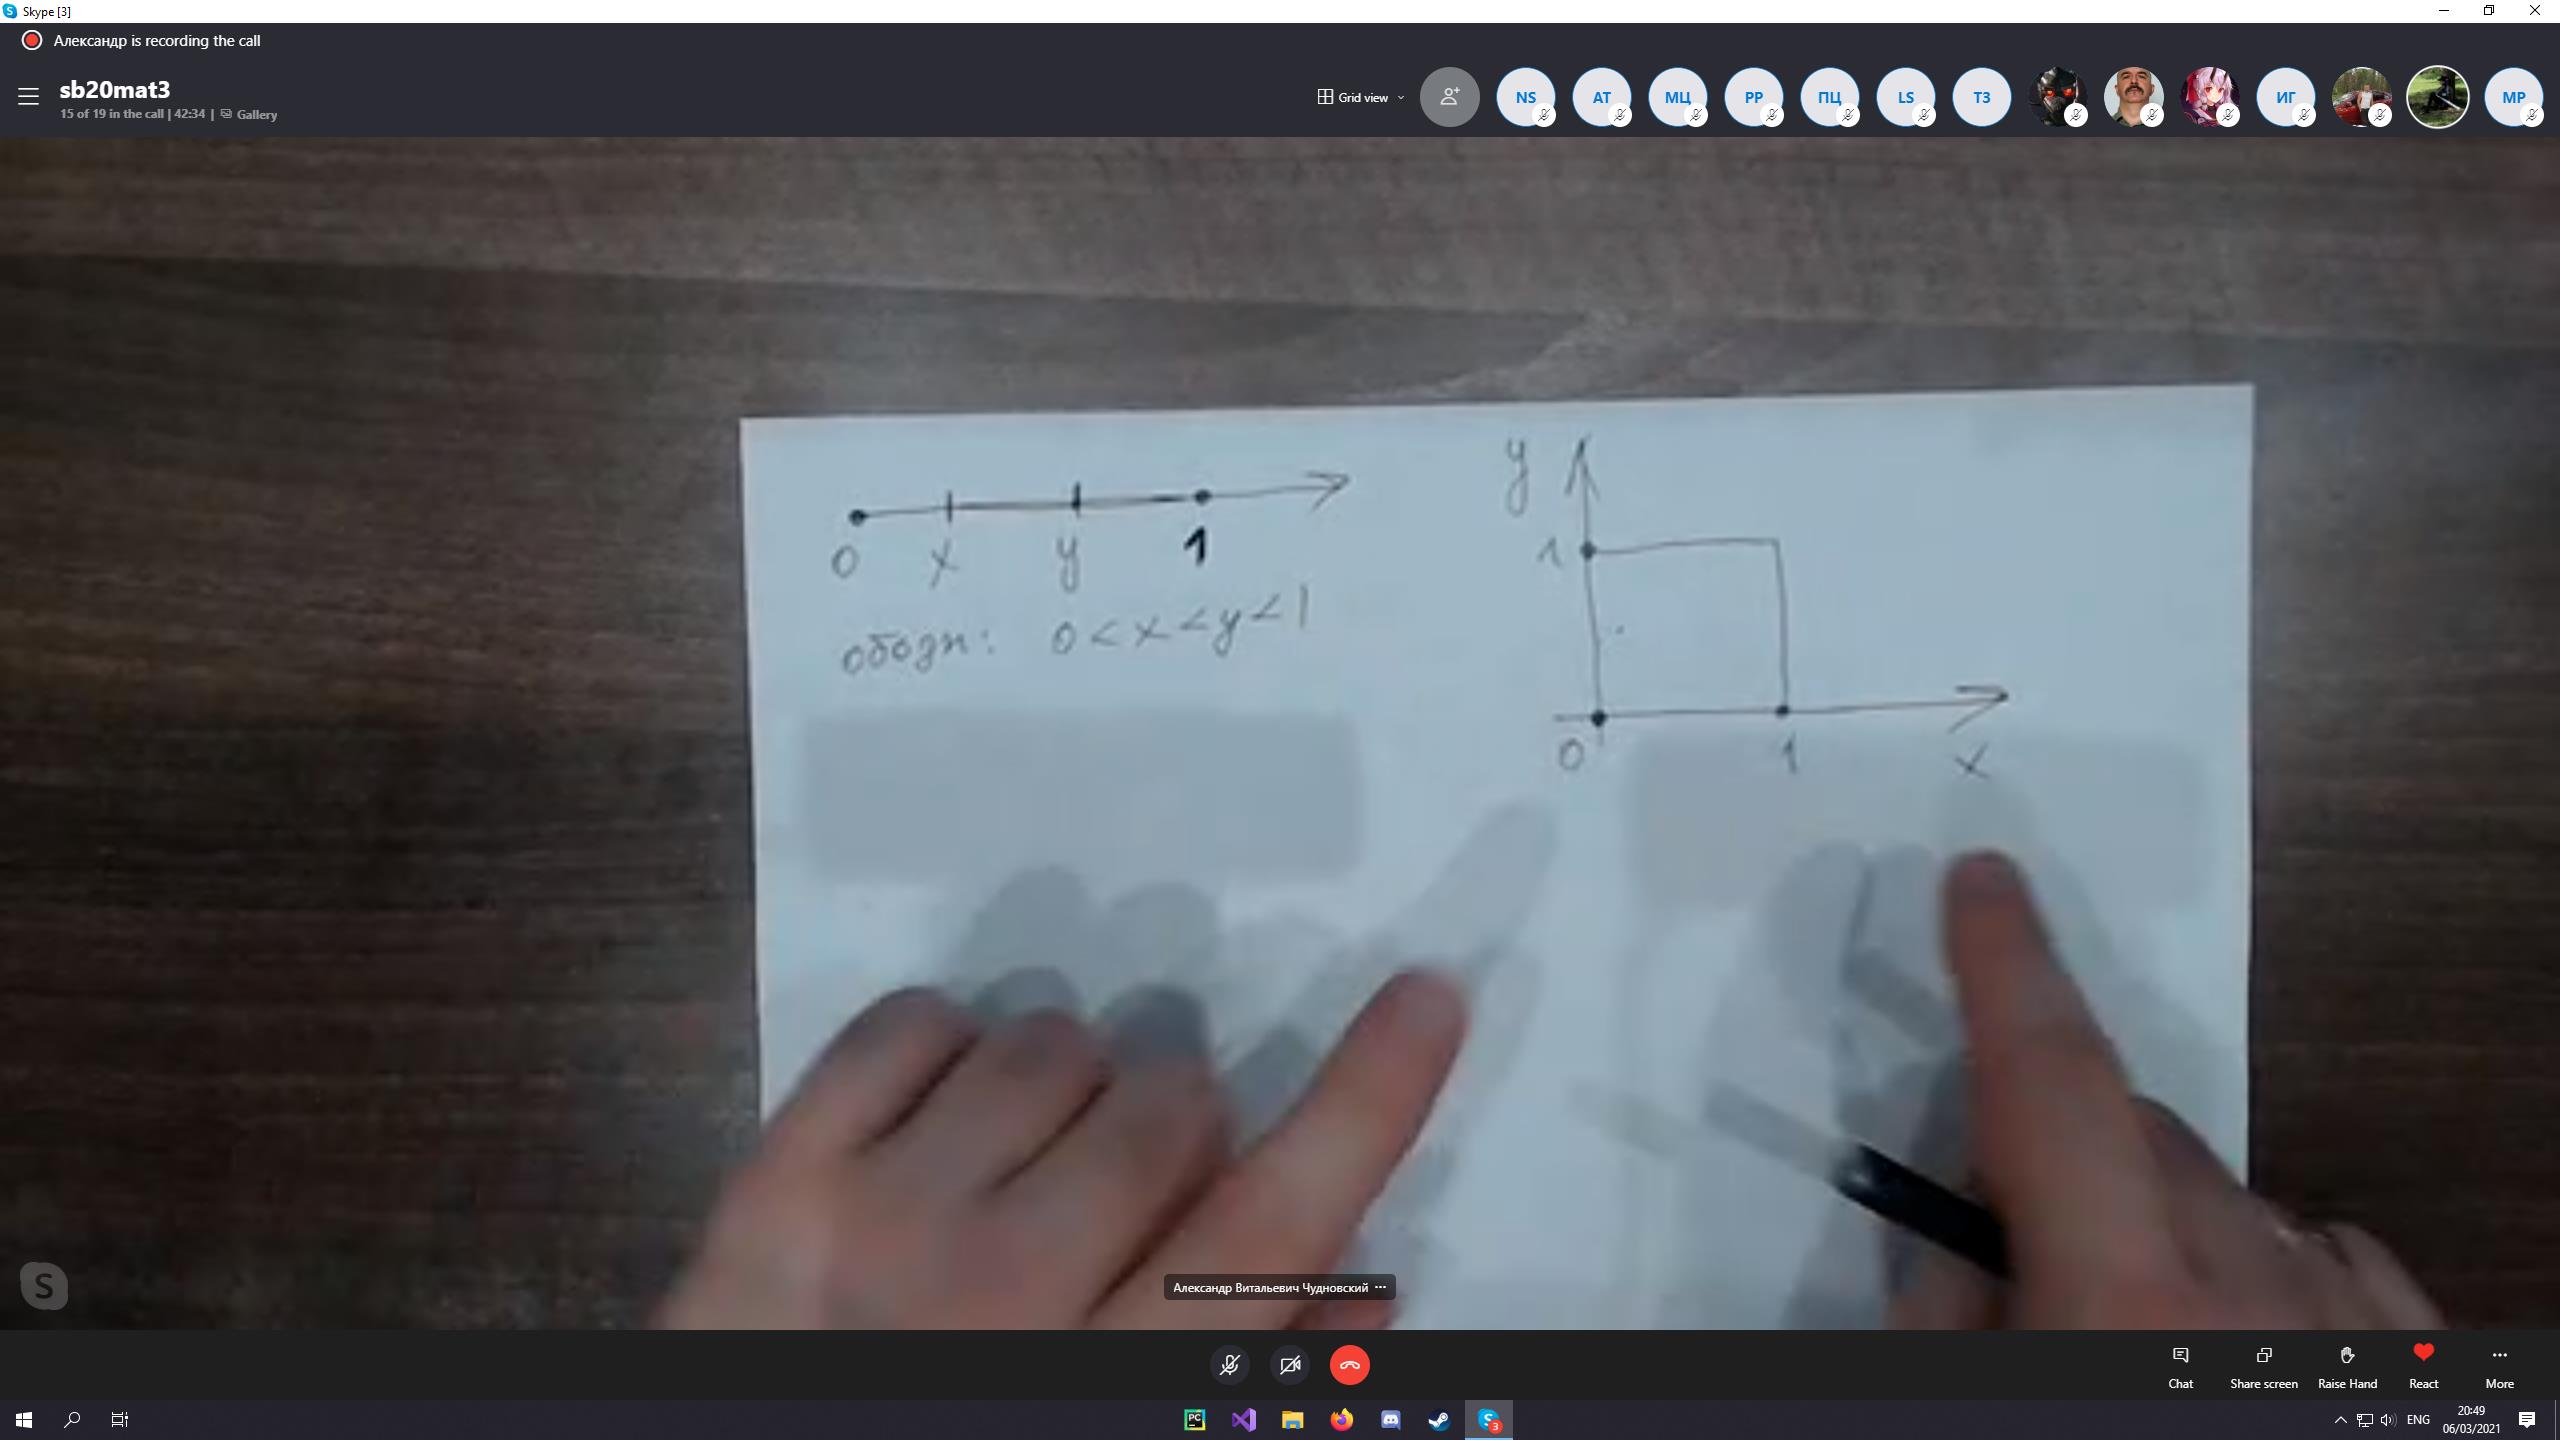 Skype [3]
Александр is recording the call
sb20mat3
15 of 19 in the call | 42:34 | Gallery
Grid view
NS
AT
МЦ
PP
ПЦ
LS
ТЗ
ИГ
MP
y
1
0 x y 1
обозн: 0 < x < y < 1
0 1 x
S
Александр Витальевич Чудновский ...
Chat
Share screen
Raise Hand
React
More
PC
S 3
ENG
20:49
06/03/2021